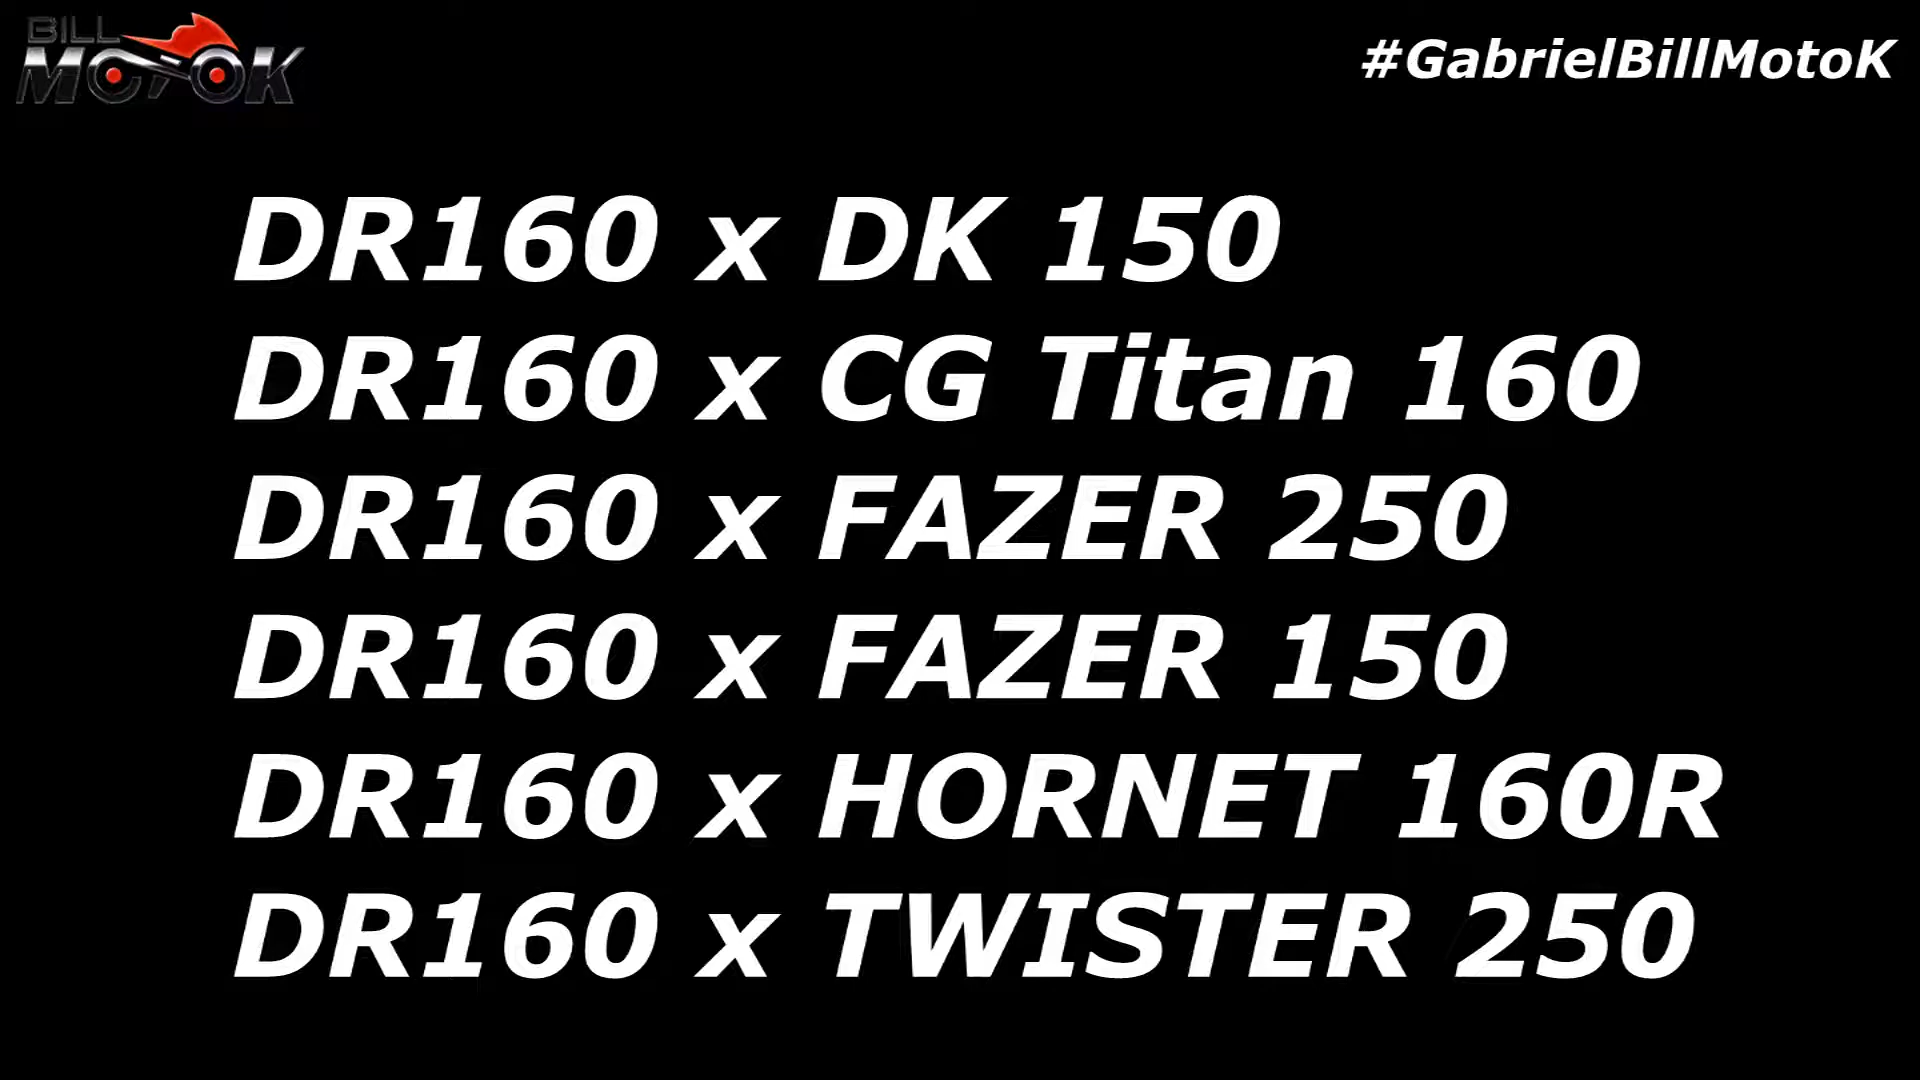 BILL
MOTOK
#GabrielBillMotoK
DR160 x DK 150
DR160 x CG Titan 160
DR160 x FAZER 250
DR160 x FAZER 150
DR160 x HORNET 160R
DR160 x TWISTER 250